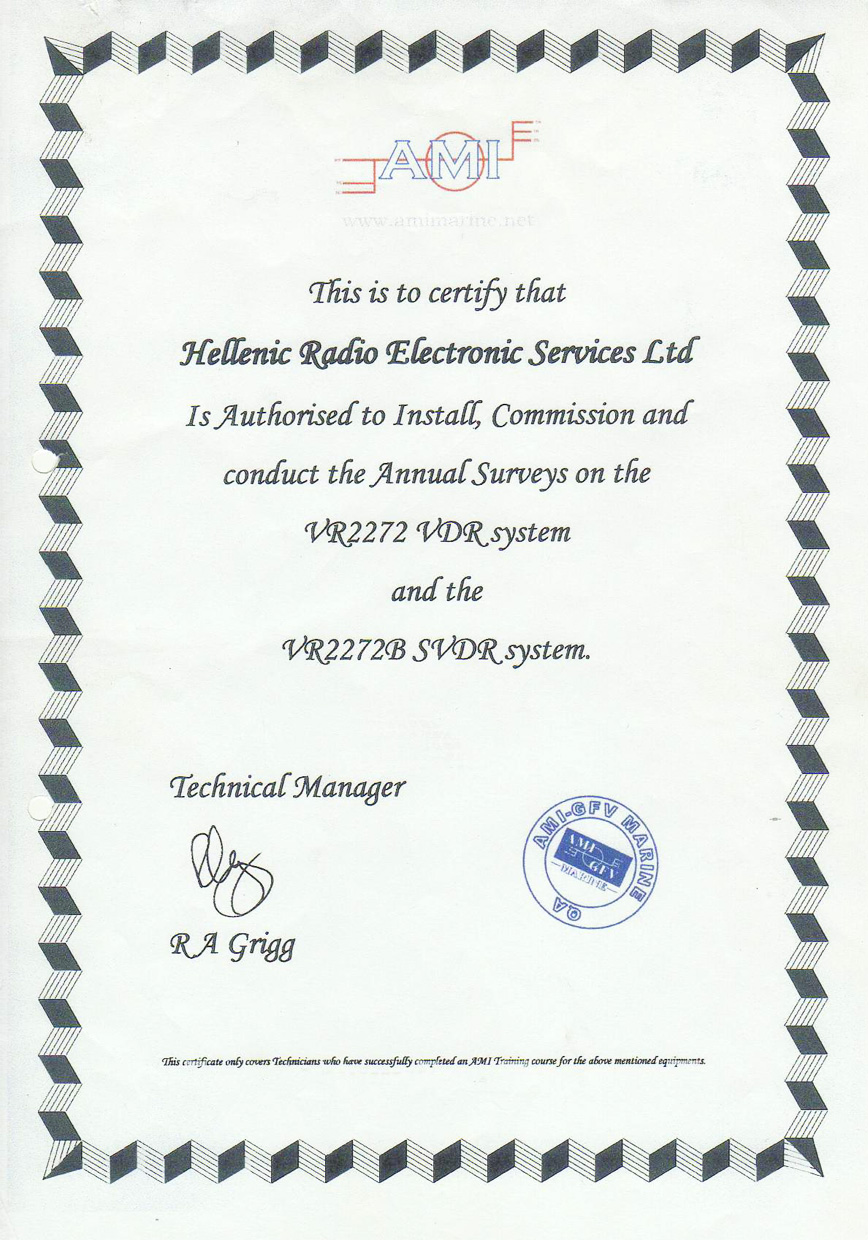 AMI
www.amimarine.net
This is to certify that
Hellenic Radio Electronic Services Ltd
Is Authorised to Install, Commission and
conduct the Annual Surveys on the
VR2272 VDR system
and the
VR2272B SVDR system.
Technical Manager
R A Grigg
AMI-GFV MARINE
AMI
GFV
MARINE
QA
This certificate only covers Technicians who have successfully completed an AMI Training course for the above mentioned equipments.